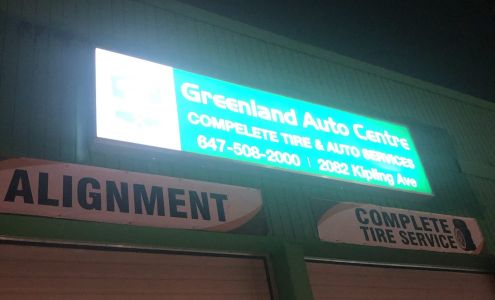 Greenland Auto Centre
COMPELETE TIRE & AUTO SERVICES
647-508-2000 | 2082 Kipling Ave
ALIGNMENT
COMPLETE
TIRE SERVICE